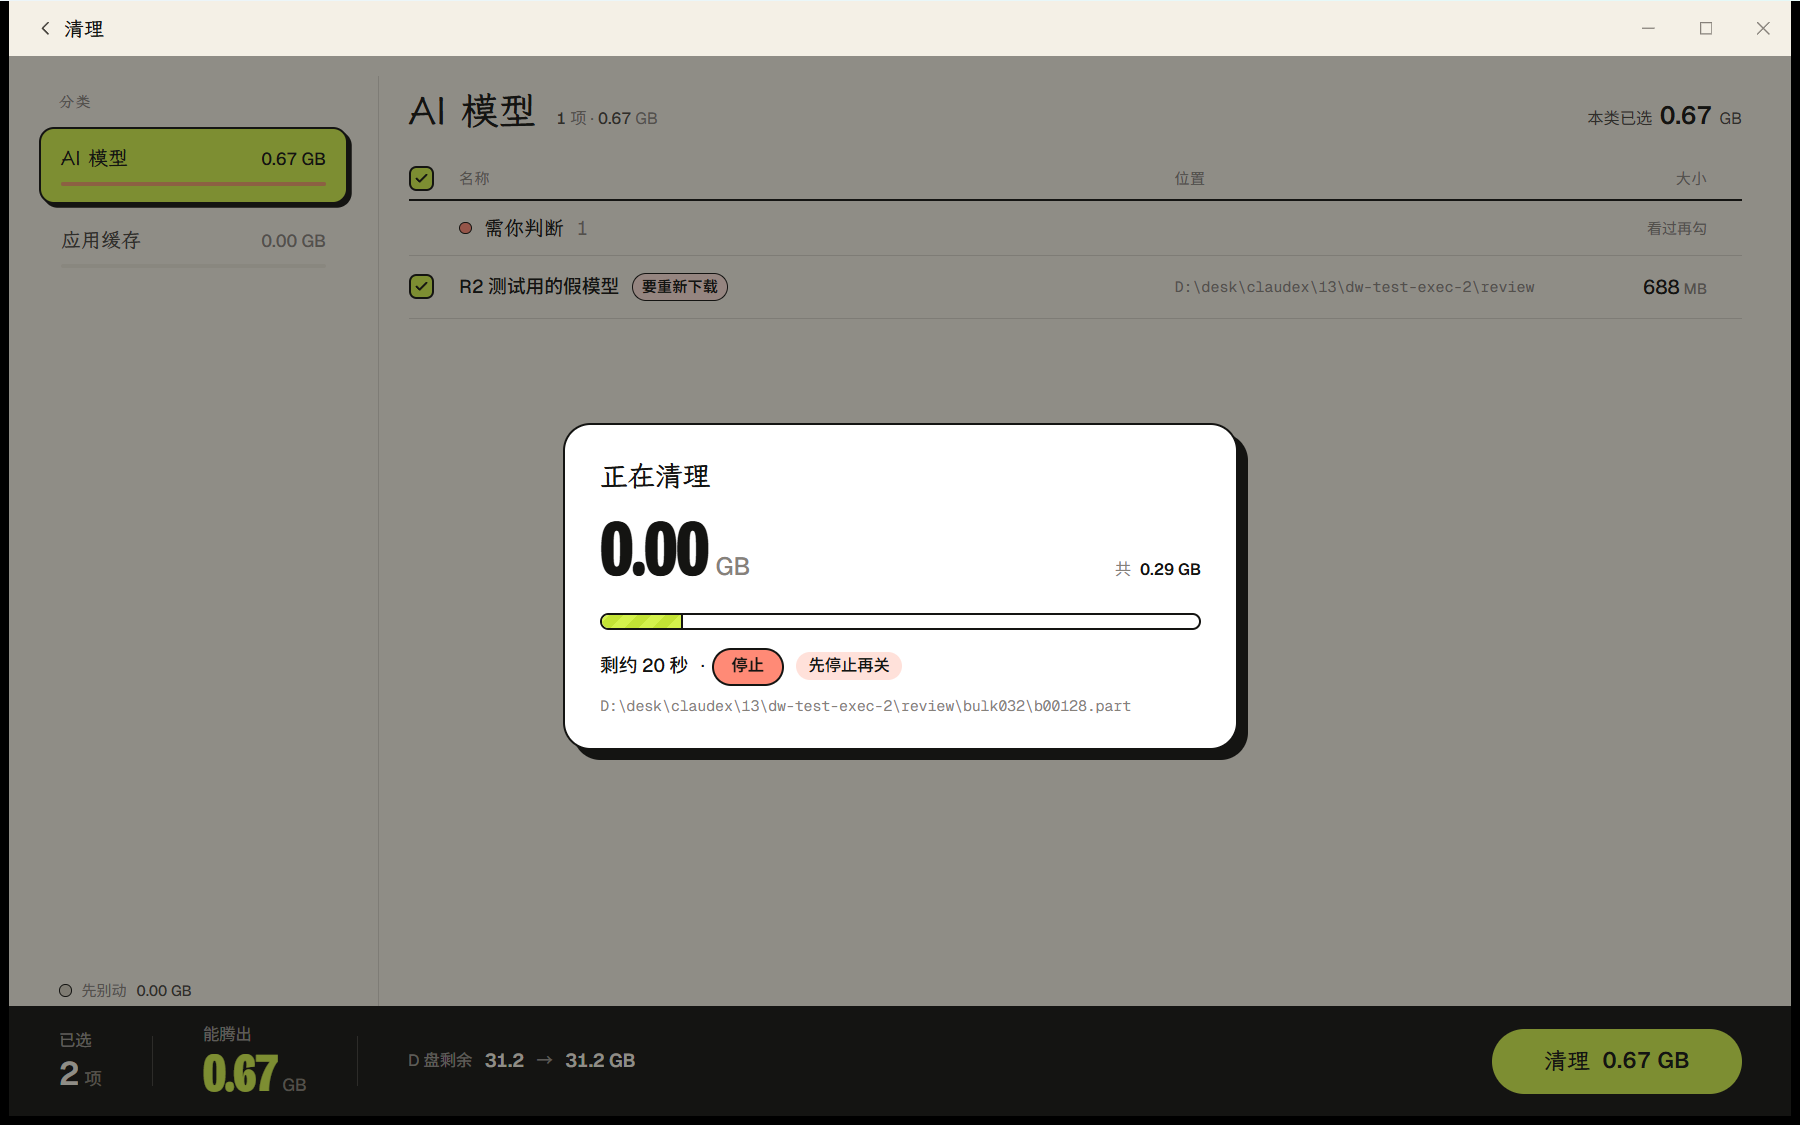 清理
分类
AI 模型 0.67 GB
应用缓存 0.00 GB
先别动 0.00 GB
AI 模型 1 项 · 0.67 GB
本类已选 0.67 GB
名称 位置 大小
需你判断 1 看过再勾
R2 测试用的假模型 要重新下载 D:\desk\claudex\13\dw-test-exec-2\review 688 MB
正在清理
0.00 GB 共 0.29 GB
剩约 20 秒 · 停止 先停止再关
D:\desk\claudex\13\dw-test-exec-2\review\bulk032\b00128.part
已选
2 项
能腾出
0.67 GB
D 盘剩余 31.2 → 31.2 GB
清理 0.67 GB